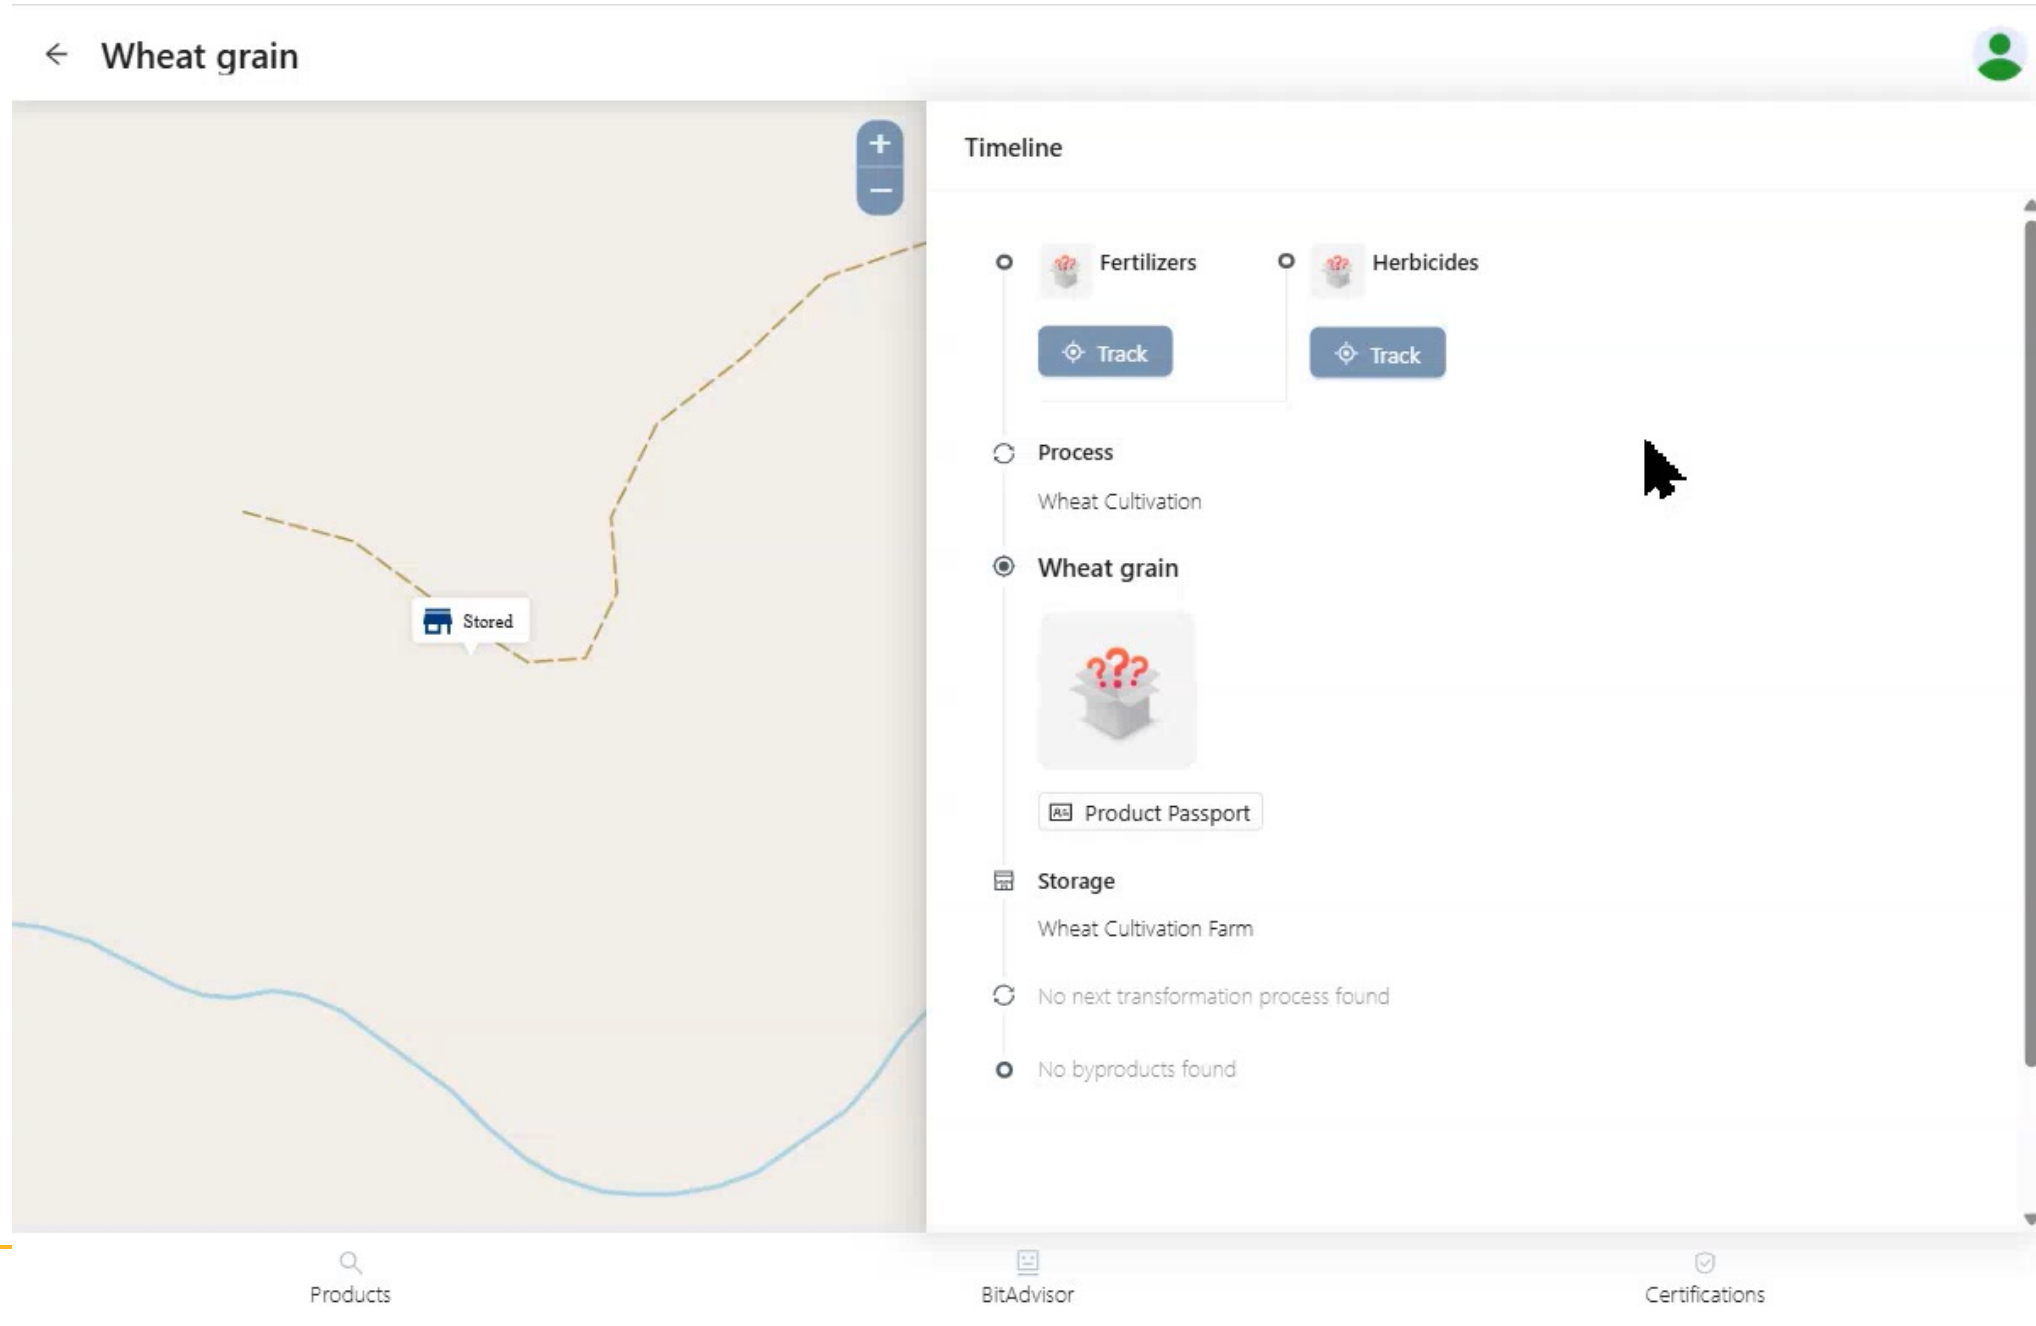 Wheat grain
+
−
Stored
Timeline
Fertilizers
Herbicides
Track
Track
Process
Wheat Cultivation
Wheat grain
???
Product Passport
Storage
Wheat Cultivation Farm
No next transformation process found
No byproducts found
Products
BitAdvisor
Certifications